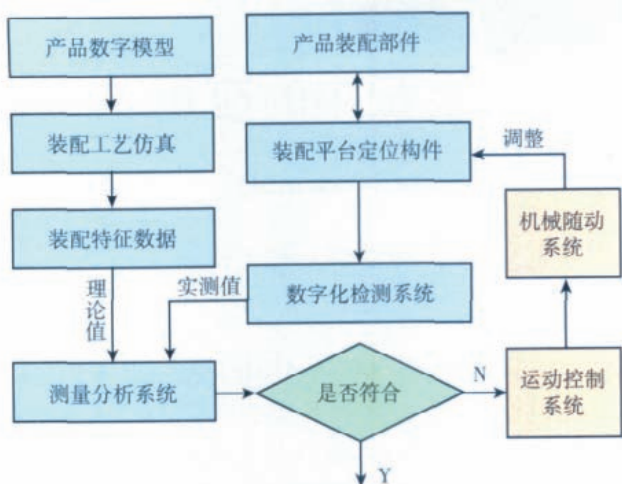 产品数字模型
产品装配部件
装配工艺仿真
装配平台定位构件
调整
机械随动
系统
装配特征数据
理论值
实测值
数字化检测系统
测量分析系统
是否符合
N
运动控制
系统
Y